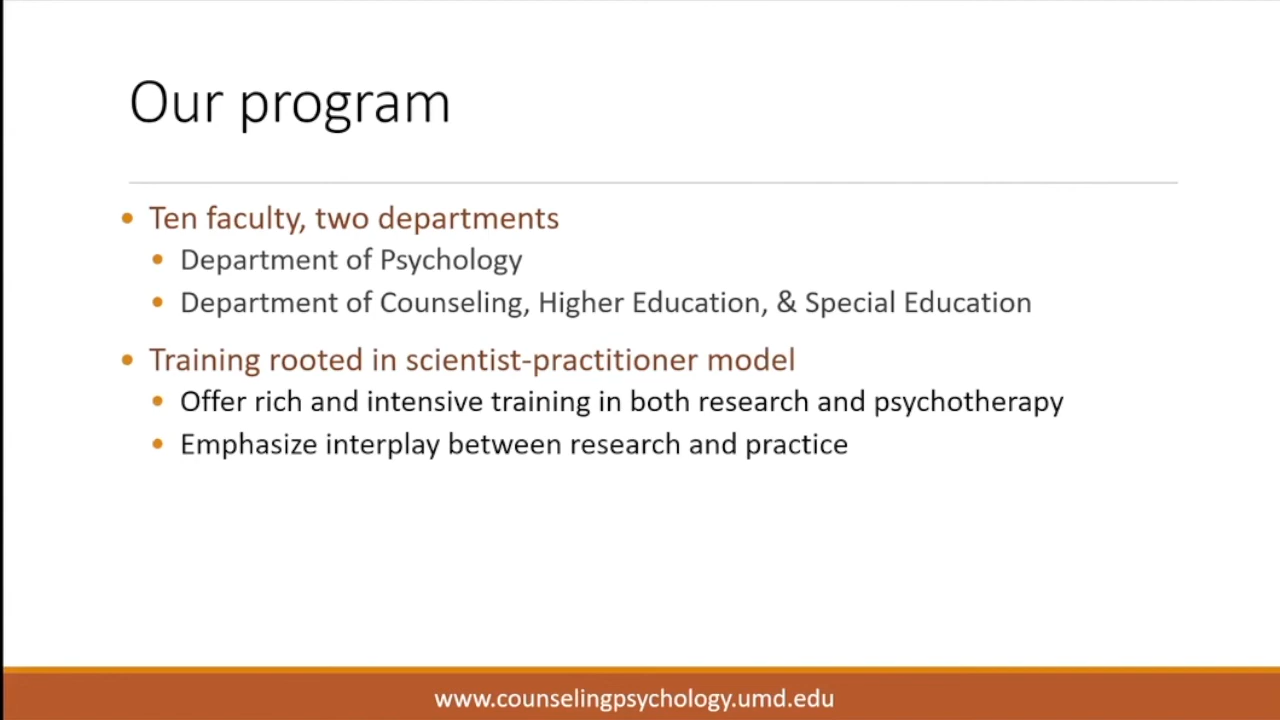 Our program
• Ten faculty, two departments
• Department of Psychology
• Department of Counseling, Higher Education, & Special Education
• Training rooted in scientist-practitioner model
• Offer rich and intensive training in both research and psychotherapy
• Emphasize interplay between research and practice
www.counselingpsychology.umd.edu